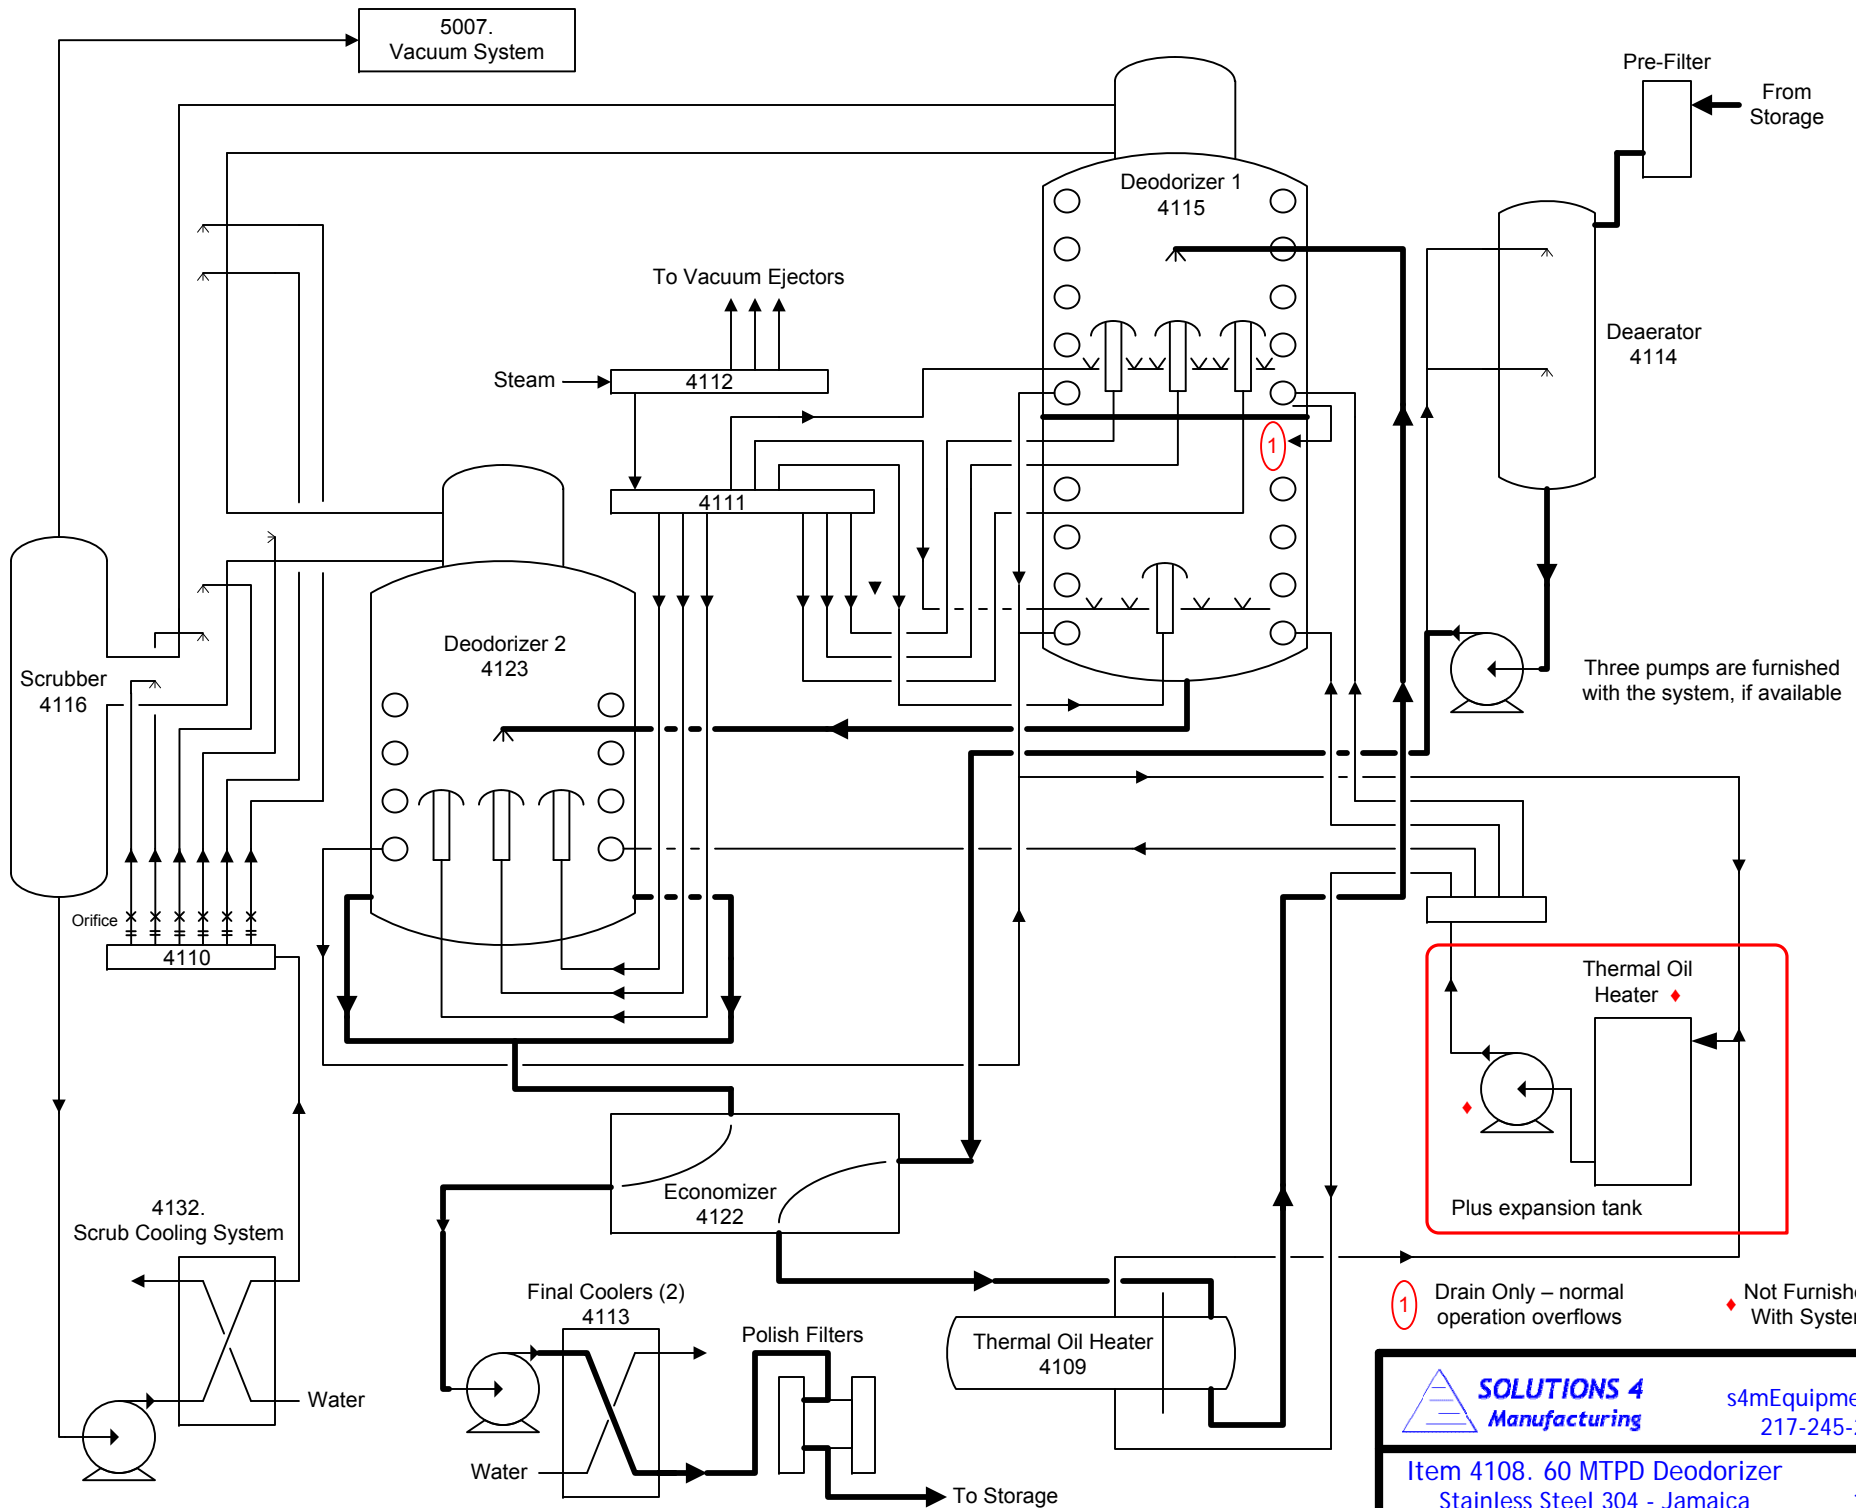 5007.
Vacuum System
Pre-Filter
From
Storage
Deodorizer 1
4115
To Vacuum Ejectors
Deaerator
4114
Steam
4112
1
4111
Deodorizer 2
4123
Scrubber
4116
Three pumps are furnished
with the system, if available
Orifice
4110
Thermal Oil
Heater
Plus expansion tank
Economizer
4122
4132.
Scrub Cooling System
Final Coolers (2)
4113
Polish Filters
Thermal Oil Heater
4109
1
Drain Only – normal
operation overflows
Not
With
Water
Water
To Storage
SOLUTIONS 4
Manufacturing
217-245-
Item 4108. 60 MTPD Deodorizer
Stainless Steel 304 - Jamaica